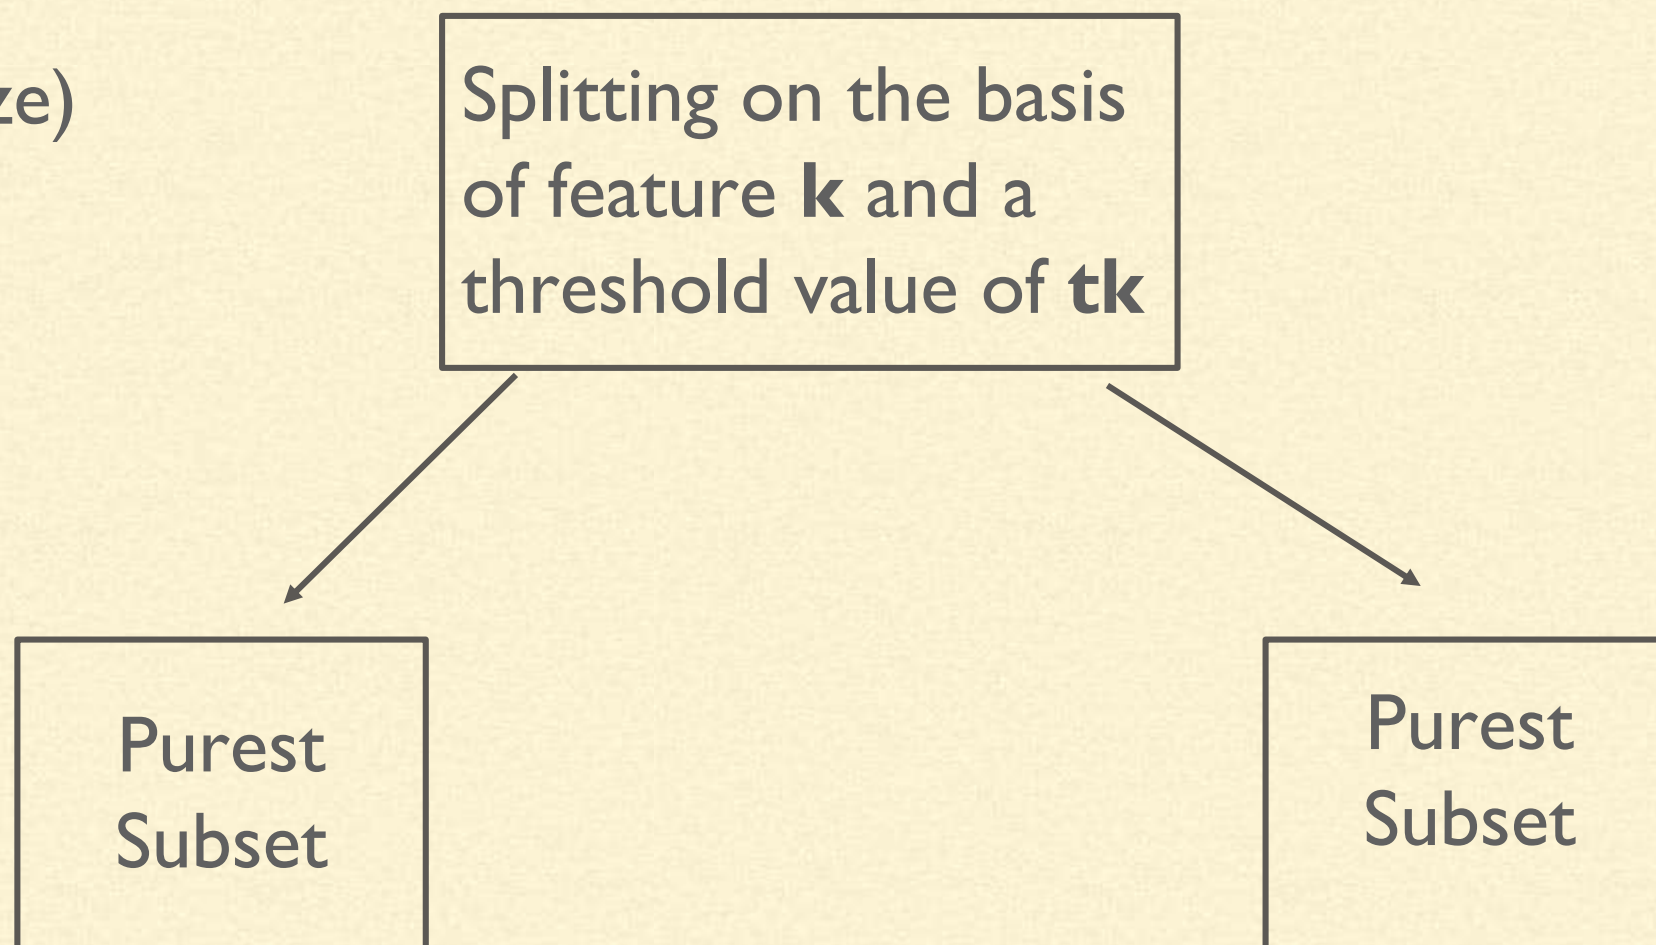 ze)
Splitting on the basis
of feature k and a
threshold value of tk
Purest
Subset
Purest
Subset